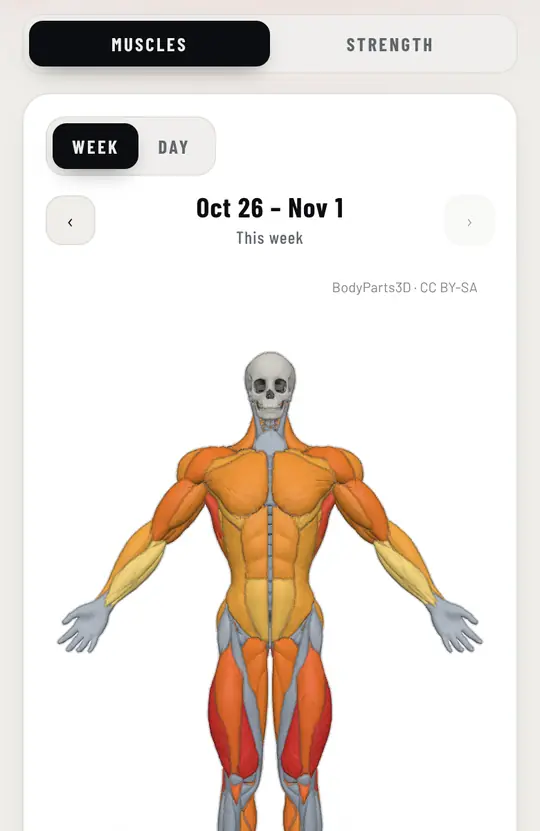 MUSCLES
STRENGTH
WEEK
DAY
‹
Oct 26 – Nov 1
›
This week
BodyParts3D · CC BY-SA